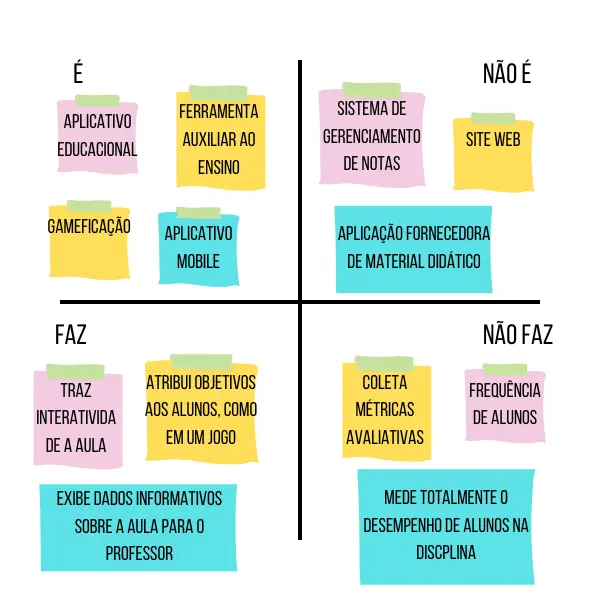 É
APLICATIVO
EDUCACIONAL
FERRAMENTA
AUXILIAR AO
ENSINO
GAMEFICAÇÃO
APLICATIVO
MOBILE
NÃO É
SISTEMA DE
GERENCIAMENTO
DE NOTAS
SITE WEB
APLICAÇÃO FORNECEDORA
DE MATERIAL DIDÁTICO
FAZ
TRAZ
INTERATIVIDA
DE A AULA
ATRIBUI OBJETIVOS
AOS ALUNOS, COMO
EM UM JOGO
EXIBE DADOS INFORMATIVOS
SOBRE A AULA PARA O
PROFESSOR
NÃO FAZ
COLETA
MÉTRICAS
AVALIATIVAS
FREQUÊNCIA
DE ALUNOS
MEDE TOTALMENTE O
DESEMPENHO DE ALUNOS NA
DISCPLINA